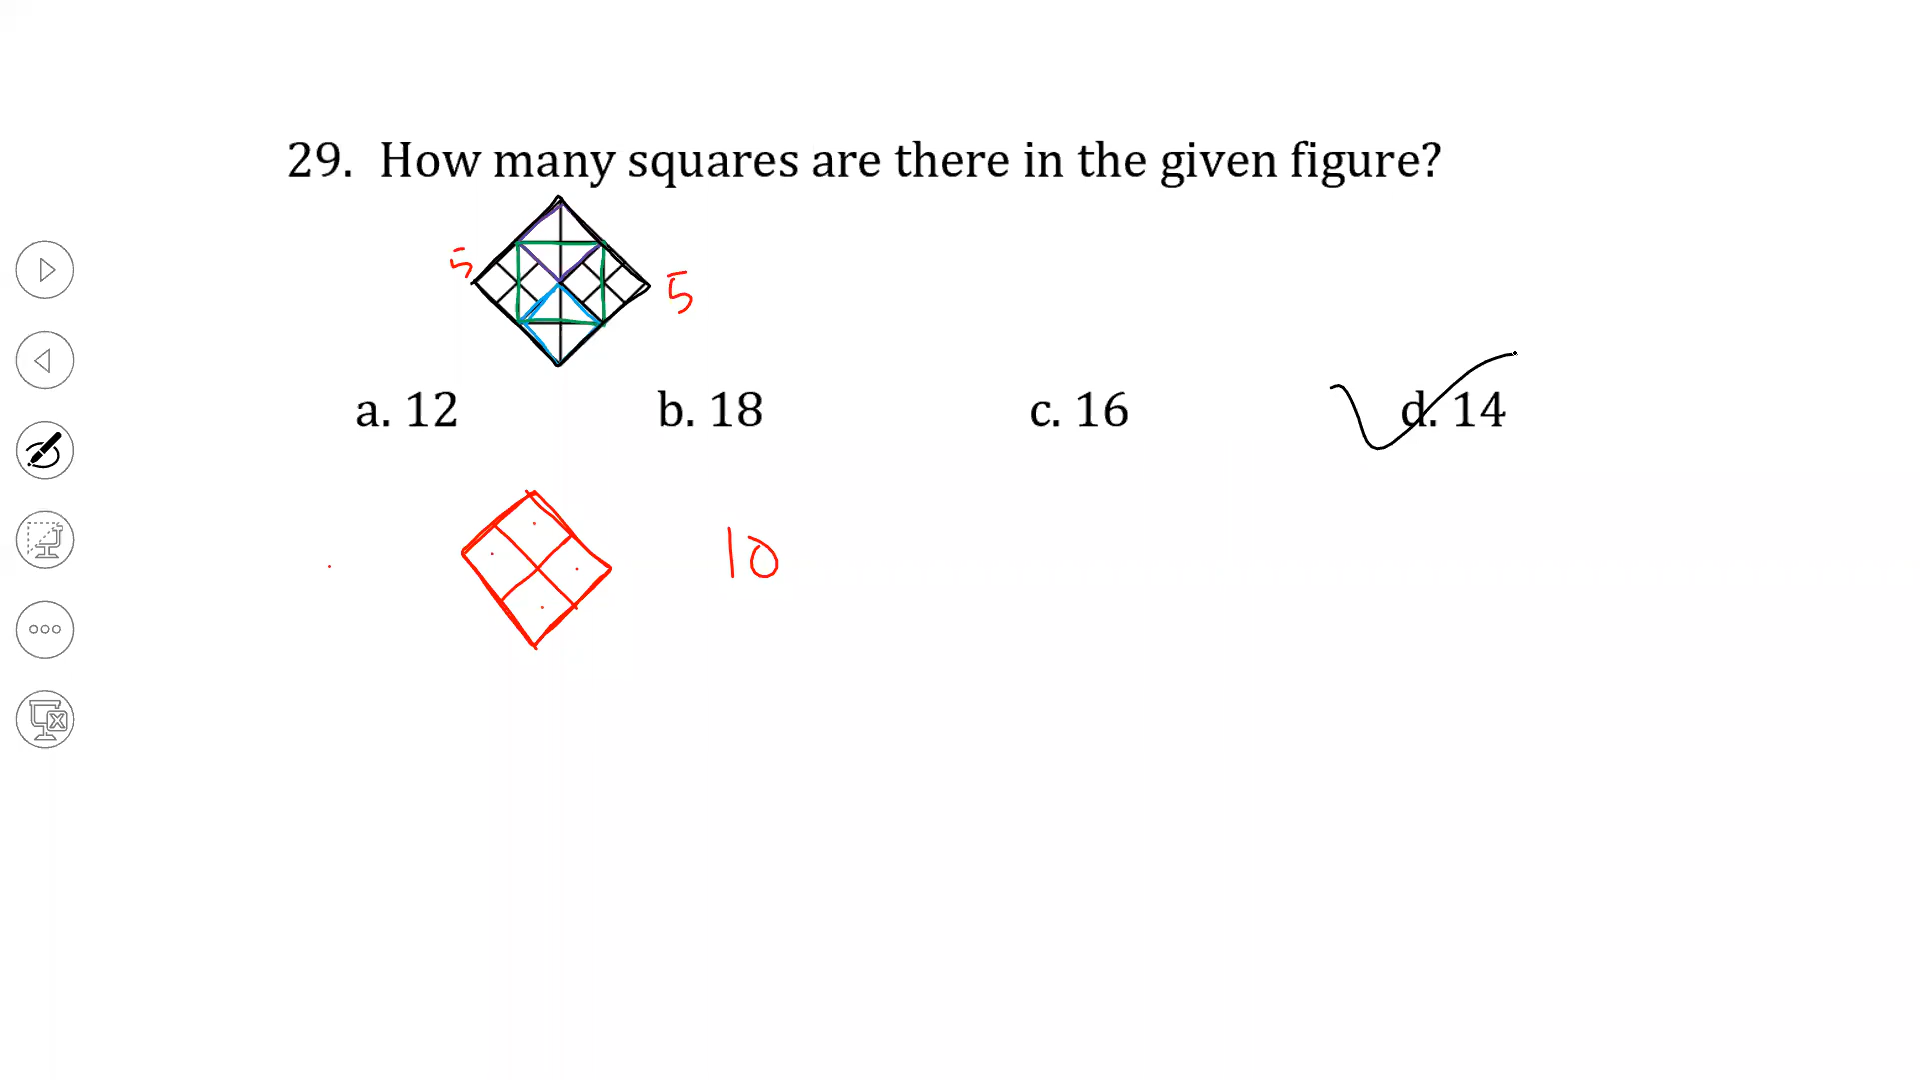 29. How many squares are there in the given figure?
5 5
a. 12 b. 18 c. 16 d. 14
10